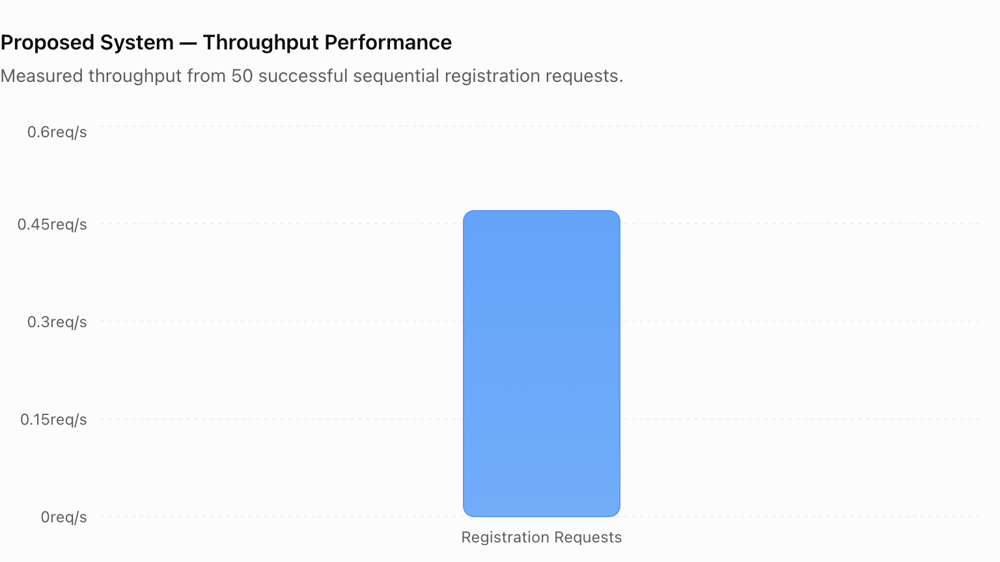 Proposed System — Throughput Performance
Measured throughput from 50 successful sequential registration requests.
0.6req/s
0.45req/s
0.3req/s
0.15req/s
0req/s
Registration Requests